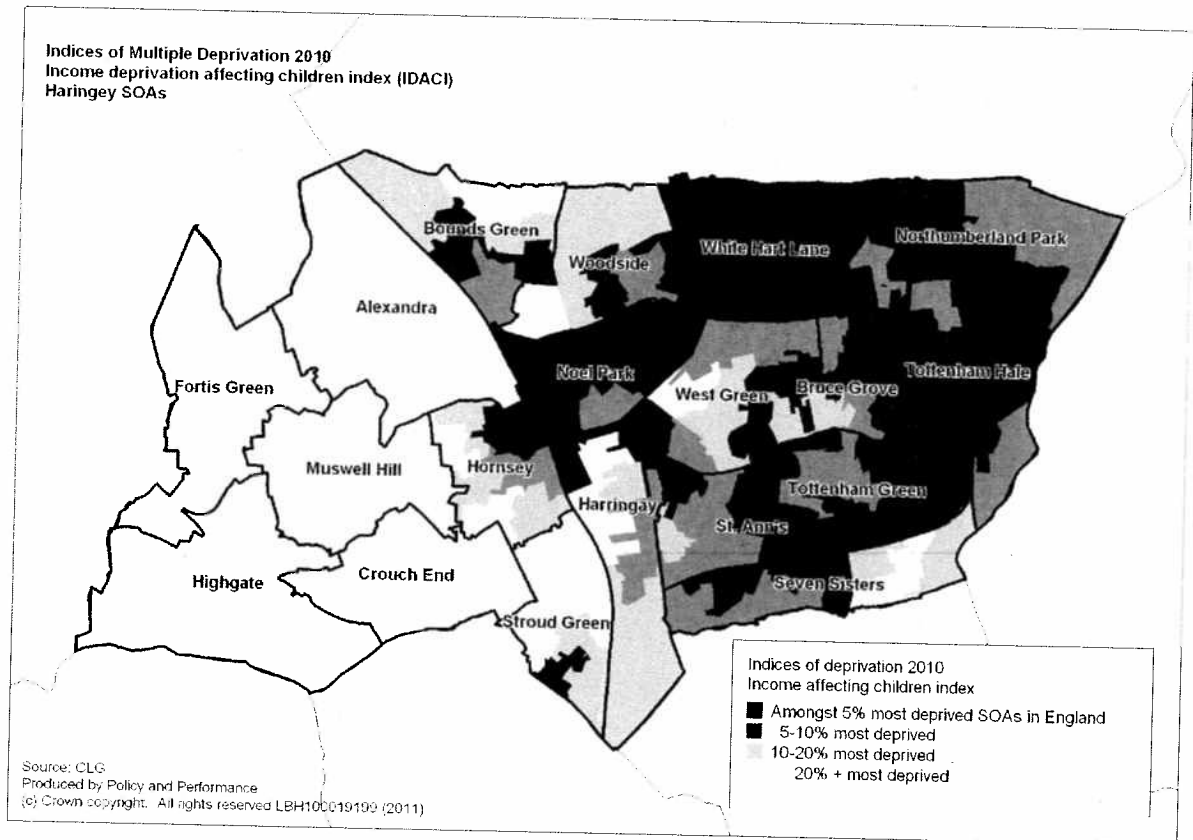 Indices of Multiple Deprivation 2010
Income deprivation affecting children index (IDACI)
Haringey SOAs
Bounds Green
Woodside
White Hart Lane
Northumberland Park
Alexandra
Noel Park
Tottenham Hale
Fortis Green
West Green
Bruce Grove
Muswell Hill
Hornsey
Harringay
Tottenham Green
St. Ann's
Highgate
Crouch End
Seven Sisters
Stroud Green
Indices of deprivation 2010
Income affecting children index
Amongst 5% most deprived SOAs in England
5-10% most deprived
10-20% most deprived
20% + most deprived
Source: CLG
Produced by Policy and Performance
(c) Crown copyright. All rights reserved LBH100019199 (2011)